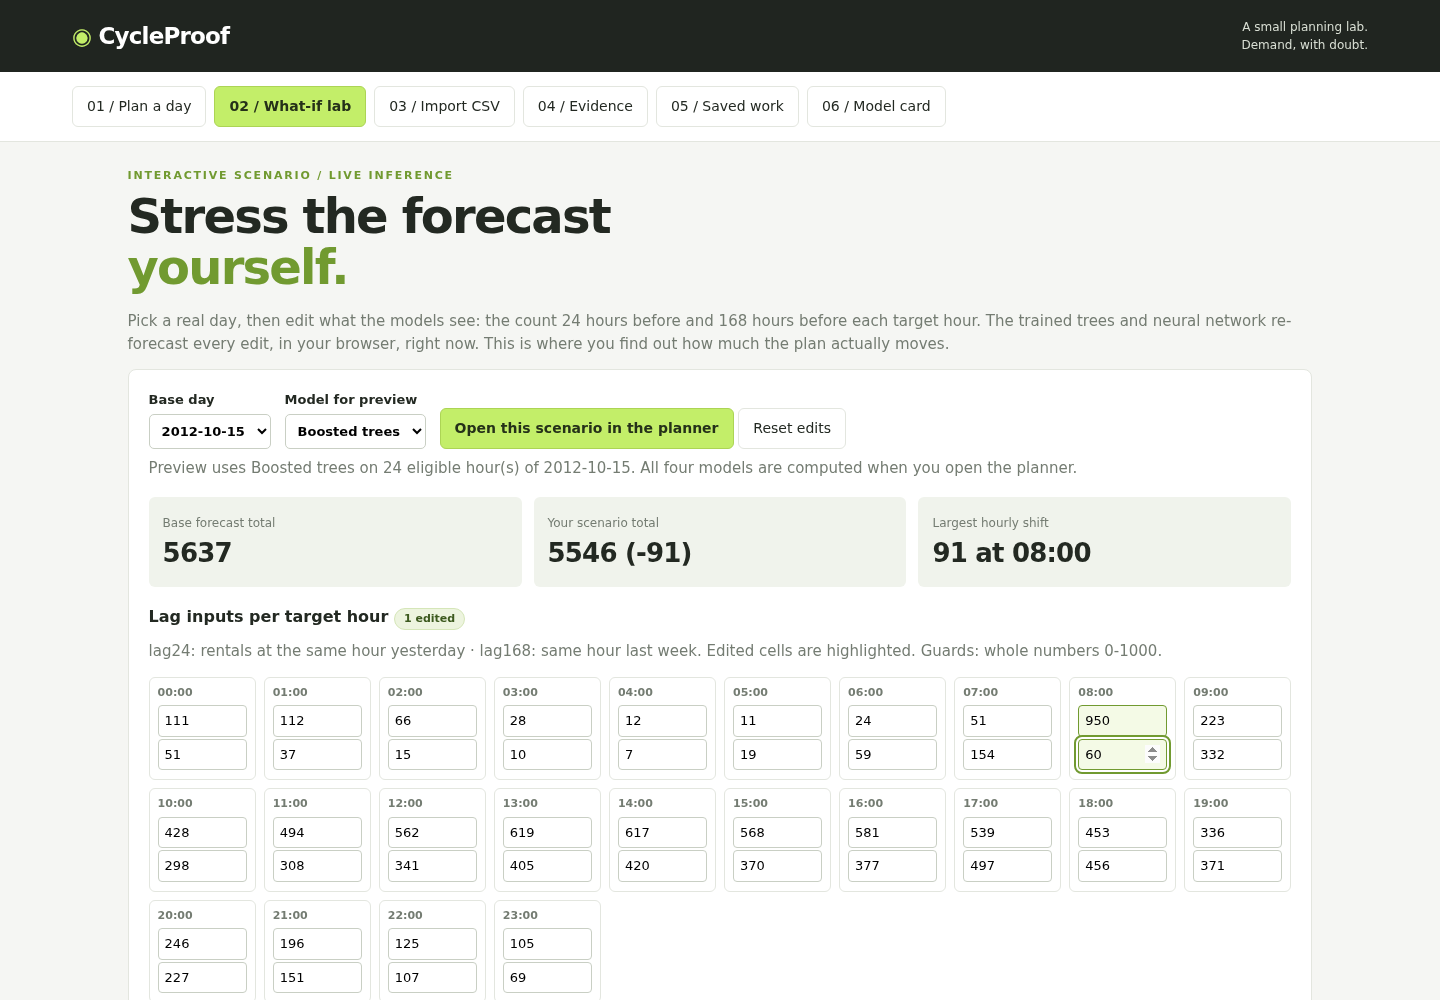 ◉ CycleProof
A small planning lab.
Demand, with doubt.
01 / Plan a day
02 / What-if lab
03 / Import CSV
04 / Evidence
05 / Saved work
06 / Model card
INTERACTIVE SCENARIO / LIVE INFERENCE
Stress the forecast
yourself.
Pick a real day, then edit what the models see: the count 24 hours before and 168 hours before each target hour. The trained trees and neural network re-
forecast every edit, in your browser, right now. This is where you find out how much the plan actually moves.
Base day
Model for preview
2012-10-15
Boosted trees
Open this scenario in the planner
Reset edits
Preview uses Boosted trees on 24 eligible hour(s) of 2012-10-15. All four models are computed when you open the planner.
Base forecast total
5637
Your scenario total
5546 (-91)
Largest hourly shift
91 at 08:00
Lag inputs per target hour 1 edited
lag24: rentals at the same hour yesterday · lag168: same hour last week. Edited cells are highlighted. Guards: whole numbers 0-1000.
00:00 01:00 02:00 03:00 04:00 05:00 06:00 07:00 08:00 09:00
111 112 66 28 12 11 24 51 950 223
51 37 15 10 7 19 59 154 60 332
10:00 11:00 12:00 13:00 14:00 15:00 16:00 17:00 18:00 19:00
428 494 562 619 617 568 581 539 453 336
298 308 341 405 420 370 377 497 456 371
20:00 21:00 22:00 23:00
246 196 125 105
227 151 107 69